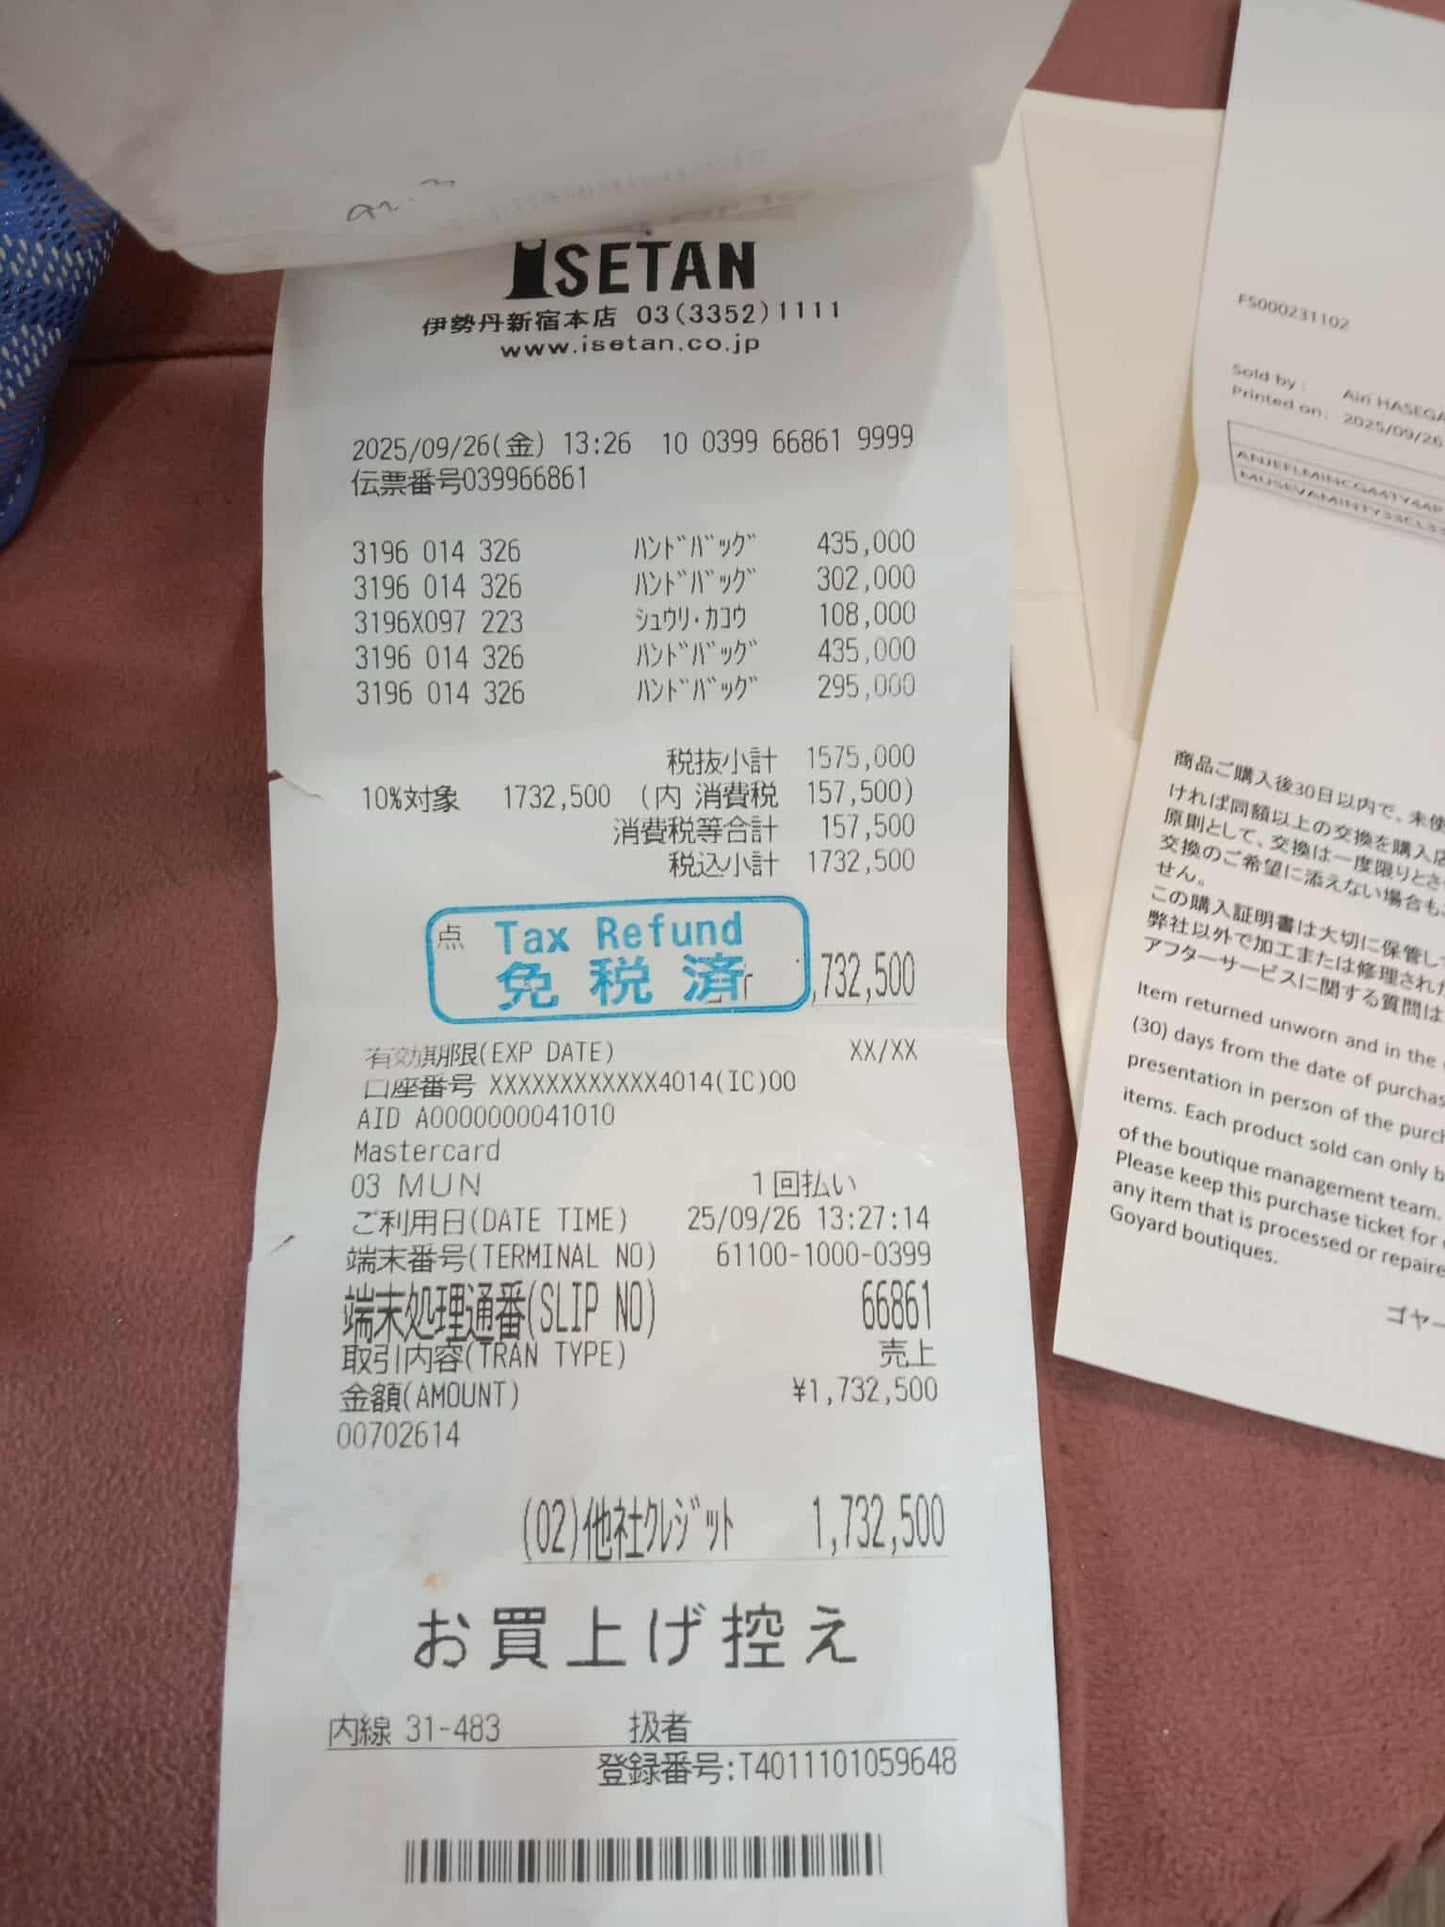 ISETAN
伊勢丹新宿本店 03(3352)1111
www.isetan.co.jp
2025/09/26(金) 13:26 10 0399 66861 9999
伝票番号039966861
3196 014 326 ﾊﾝﾄﾞﾊﾞｯｸﾞ 435,000
3196 014 326 ﾊﾝﾄﾞﾊﾞｯｸﾞ 302,000
3196X097 223 ｼｭｳﾘ･ｶｺｳ 108,000
3196 014 326 ﾊﾝﾄﾞﾊﾞｯｸﾞ 435,000
3196 014 326 ﾊﾝﾄﾞﾊﾞｯｸﾞ 295,000
税抜小計 1575,000
10%対象 1732,500 (内 消費税 157,500)
消費税等合計 157,500
税込小計 1732,500
点 Tax Refund
免税済 ,732,500
有効期限(EXP DATE) XX/XX
口座番号 XXXXXXXXXXXX4014(IC)00
AID A0000000041010
Mastercard
03 MUN 1回払い
ご利用日(DATE TIME) 25/09/26 13:27:14
端末番号(TERMINAL NO) 61100-1000-0399
端末処理通番(SLIP NO) 66861
取引内容(TRAN TYPE) 売上
金額(AMOUNT) ¥1,732,500
00702614
(02)他社ｸﾚｼﾞｯﾄ 1,732,500
お買上げ控え
内線 31-483 扱者
登録番号:T4011101059648
FS000231102
Sold by : Airi HASEGA
Printed on: 2025/09/26
商品ご購入後30日以内で、未使
ければ同額以上の交換を購入店
原則として、交換は一度限りとさ
交換のご希望に添えない場合も
せん。
この購入証明書は大切に保管し
弊社以外で加工または修理された
アフターサービスに関する質問は
Item returned unworn and in the
(30) days from the date of purchas
presentation in person of the purch
items. Each product sold can only b
of the boutique management team.
Please keep this purchase ticket for
any item that is processed or repaire
Goyard boutiques.
ゴヤー